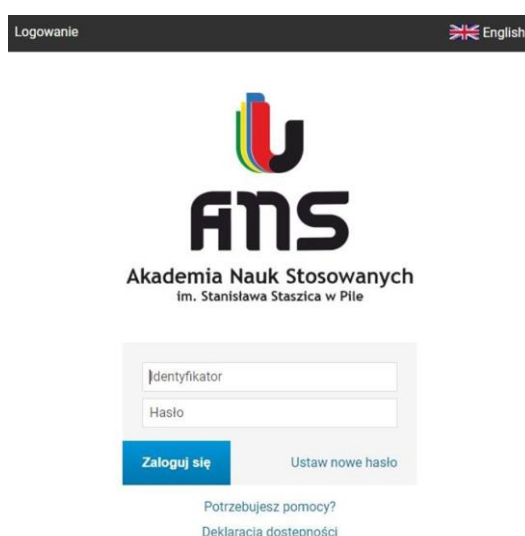 Logowanie
English
ANS
Akademia Nauk Stosowanych
im. Stanisława Staszica w Pile
Identyfikator
Hasło
Zaloguj się
Ustaw nowe hasło
Potrzebujesz pomocy?
Deklaracja dostępności